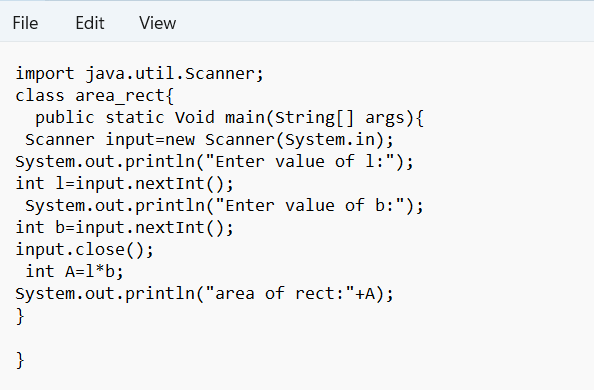 File Edit View
import java.util.Scanner;
class area_rect{
public static Void main(String[] args){
Scanner input=new Scanner(System.in);
System.out.println("Enter value of l:");
int l=input.nextInt();
System.out.println("Enter value of b:");
int b=input.nextInt();
input.close();
int A=l*b;
System.out.println("area of rect:"+A);
}
}